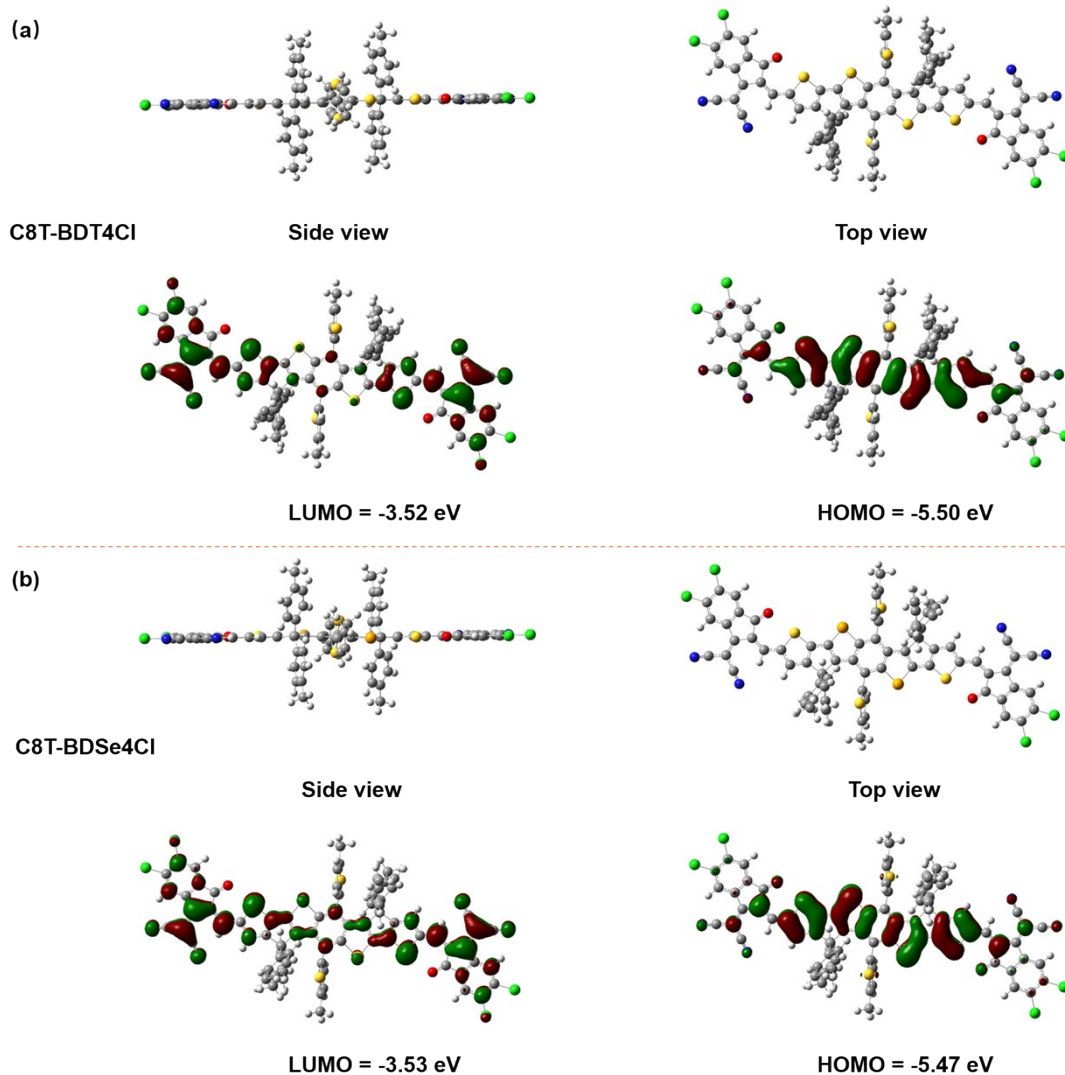 (a)
C8T-BDT4Cl
Side view
Top view
LUMO = -3.52 eV
HOMO = -5.50 eV
(b)
C8T-BDSe4Cl
Side view
Top view
LUMO = -3.53 eV
HOMO = -5.47 eV